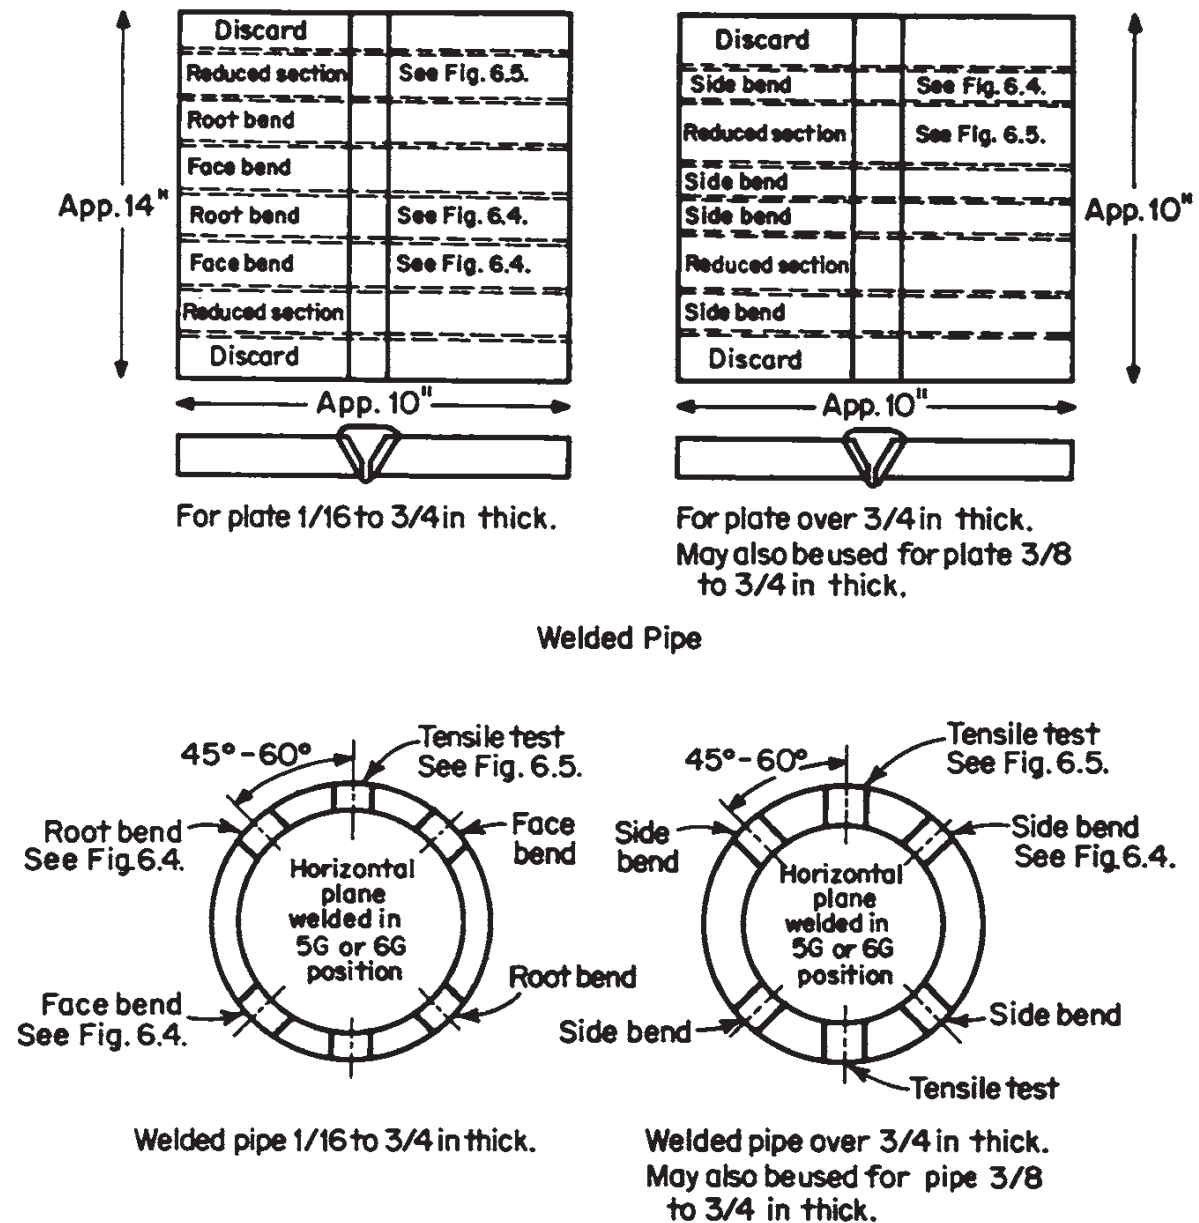 Discard
Reduced section See Fig. 6.5.
Root bend
Face bend
Root bend See Fig. 6.4.
Face bend See Fig. 6.4.
Reduced section
Discard
App. 14"
App. 10"
For plate 1/16 to 3/4 in thick.
Discard
Side bend See Fig. 6.4.
Reduced section See Fig. 6.5.
Side bend
Side bend
Reduced section
Side bend
Discard
App. 10"
App. 10"
For plate over 3/4 in thick.
May also be used for plate 3/8
to 3/4 in thick.
Welded Pipe
45°-60°
Tensile test
See Fig. 6.5.
Root bend
See Fig. 6.4.
Face
bend
Horizontal
plane
welded in
5G or 6G
position
Face bend
See Fig. 6.4.
Root bend
Welded pipe 1/16 to 3/4 in thick.
45°-60°
Tensile test
See Fig. 6.5.
Side
bend
Side bend
See Fig. 6.4.
Horizontal
plane
welded in
5G or 6G
position
Side bend
Side bend
Tensile test
Welded pipe over 3/4 in thick.
May also be used for pipe 3/8
to 3/4 in thick.